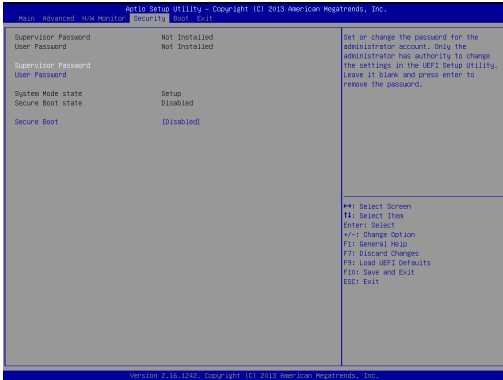 Aptio Setup Utility – Copyright (C) 2013 American Megatrends, Inc.
Main Advanced H/W Monitor Security Boot Exit
Supervisor Password Not Installed
User Password Not Installed
Supervisor Password
User Password
System Mode state Setup
Secure Boot state Disabled
Secure Boot [Disabled]
Set or change the password for the
administrator account. Only the
administrator has authority to change
the settings in the UEFI Setup Utility.
Leave it blank and press enter to
remove the password.
→←: Select Screen
↑↓: Select Item
Enter: Select
+/-: Change Option
F1: General Help
F7: Discard Changes
F9: Load UEFI Defaults
F10: Save and Exit
ESC: Exit
Version 2.16.1242. Copyright (C) 2013 American Megatrends, Inc.